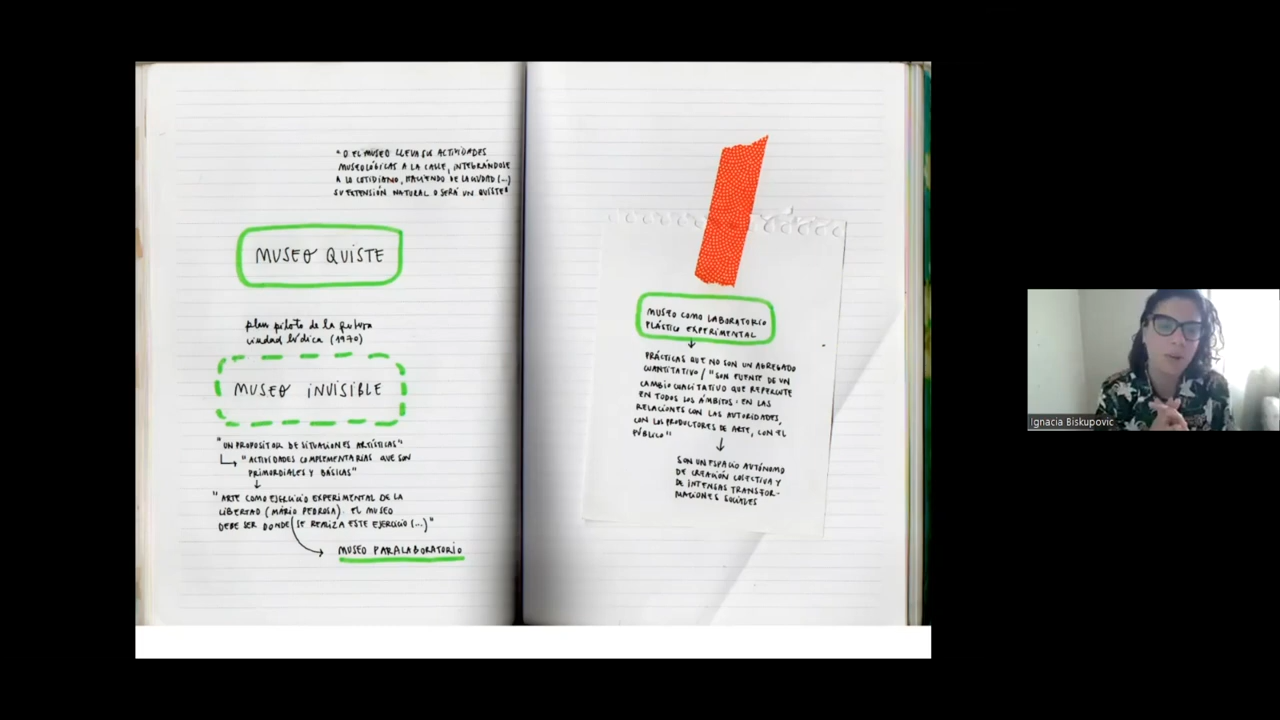 "O EL MUSEO LLEVA SUS ACTIVIDADES
MUSEOLÓGICAS A LA CALLE, INTEGRÁNDOSE
A LO COTIDIANO, HACIENDO DE LA CIUDAD (...)
SU EXTENSIÓN NATURAL O SERÁ UN QUISTE"
MUSEO QUISTE
plan piloto de la futura
ciudad lúdica (1970)
MUSEO INVISIBLE
"UN PROPOSITOR DE SITUACIONES ARTÍSTICAS"
"ACTIVIDADES COMPLEMENTARIAS QUE SON
PRIMORDIALES Y BÁSICAS"
"ARTE COMO EJERCICIO EXPERIMENTAL DE LA
LIBERTAD (MÁRIO PEDROSA). EL MUSEO
DEBE SER DONDE SE REALIZA ESTE EJERCICIO (...)"
MUSEO PARALABORATORIO
MUSEO COMO LABORATORIO
PLÁSTICO EXPERIMENTAL
PRÁCTICAS QUE NO SON UN AGREGADO
CUANTITATIVO / "SON FUENTE DE UN
CAMBIO CUALITATIVO QUE REPERCUTE
EN TODOS LOS ÁMBITOS: EN LAS
RELACIONES CON LAS AUTORIDADES,
CON LOS PRODUCTORES DE ARTE, CON EL
PÚBLICO"
SON UN ESPACIO AUTÓNOMO
DE CREACIÓN COLECTIVA Y
DE INTENSAS TRANSFOR-
MACIONES SOCIALES
Ignacia Biskupovic